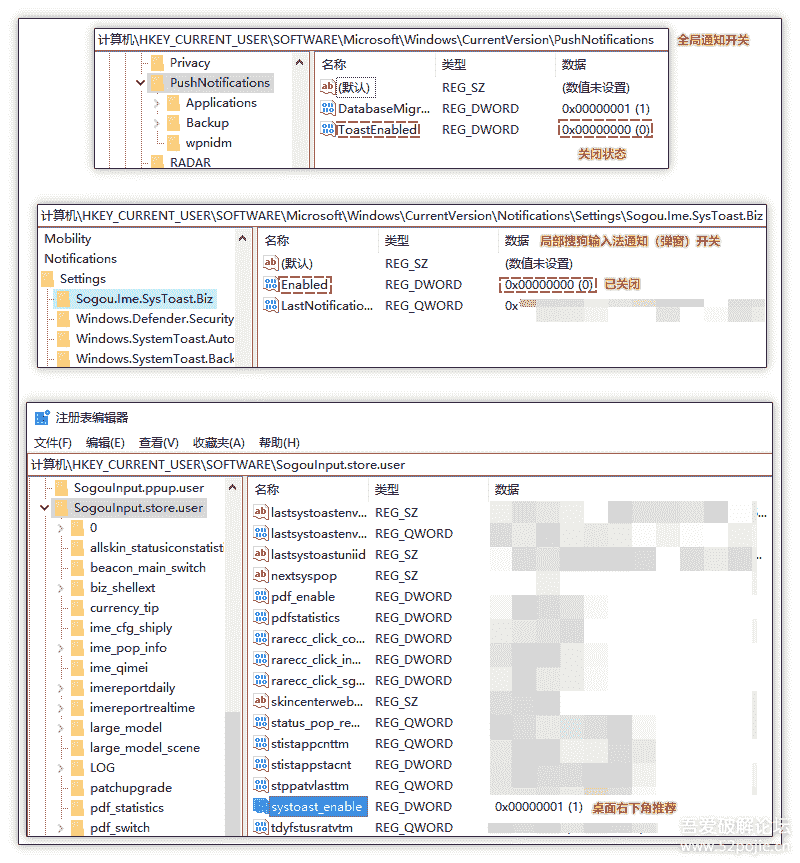 计算机\HKEY_CURRENT_USER\SOFTWARE\Microsoft\Windows\CurrentVersion\PushNotifications 全局通知开关
Privacy
PushNotifications
Applications
Backup
wpnidm
RADAR
名称 类型 数据
(默认) REG_SZ (数值未设置)
DatabaseMigr... REG_DWORD 0x00000001 (1)
ToastEnabled REG_DWORD 0x00000000 (0)
关闭状态
计算机\HKEY_CURRENT_USER\SOFTWARE\Microsoft\Windows\CurrentVersion\Notifications\Settings\Sogou.Ime.SysToast.Biz
Mobility
Notifications
Settings
Sogou.Ime.SysToast.Biz
Windows.Defender.Security
Windows.SystemToast.Auto
Windows.SystemToast.Back
名称 类型 数据 局部搜狗输入法通知（弹窗）开关
(默认) REG_SZ (数值未设置)
Enabled REG_DWORD 0x00000000 (0) 已关闭
LastNotificatio... REG_QWORD 0x
注册表编辑器
文件(F) 编辑(E) 查看(V) 收藏夹(A) 帮助(H)
计算机\HKEY_CURRENT_USER\SOFTWARE\SogouInput.store.user
SogouInput.ppup.user
SogouInput.store.user
0
allskin_statusiconstatist
beacon_main_switch
biz_shellext
currency_tip
ime_cfg_shiply
ime_pop_info
ime_qimei
imereportdaily
imereportrealtime
large_model
large_model_scene
LOG
patchupgrade
pdf_statistics
pdf_switch
名称 类型 数据
lastsystoastenv... REG_SZ
lastsystoastenv... REG_QWORD
lastsystoastuniid REG_SZ
nextsyspop REG_SZ
pdf_enable REG_DWORD
pdfstatistics REG_DWORD
rarecc_click_co... REG_DWORD
rarecc_click_in... REG_DWORD
rarecc_click_sg... REG_DWORD
skincenterweb... REG_SZ
status_pop_re... REG_QWORD
stistappcnttm REG_QWORD
stistappstacnt REG_DWORD
stppatvlasttm REG_QWORD
systoast_enable REG_DWORD 0x00000001 (1) 桌面右下角推荐
tdyfstusratvtm REG_QWORD
吾爱破解论坛
www.52pojie.cn